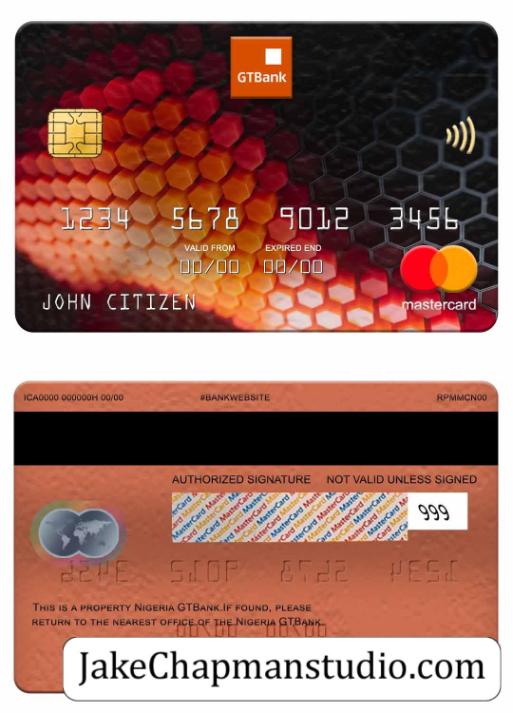 GTBank
1234 5678 9012 3456
VALID FROM EXPIRED END
00/00 00/00
JOHN CITIZEN
mastercard
ICA0000 000000H 00/00 #BANKWEBSITE RPMMCN00
AUTHORIZED SIGNATURE NOT VALID UNLESS SIGNED
MasterCard
999
THIS IS A PROPERTY NIGERIA GTBANK.IF FOUND, PLEASE
RETURN TO THE NEAREST OFFICE OF THE NIGERIA GTBANK.
JakeChapmanstudio.com